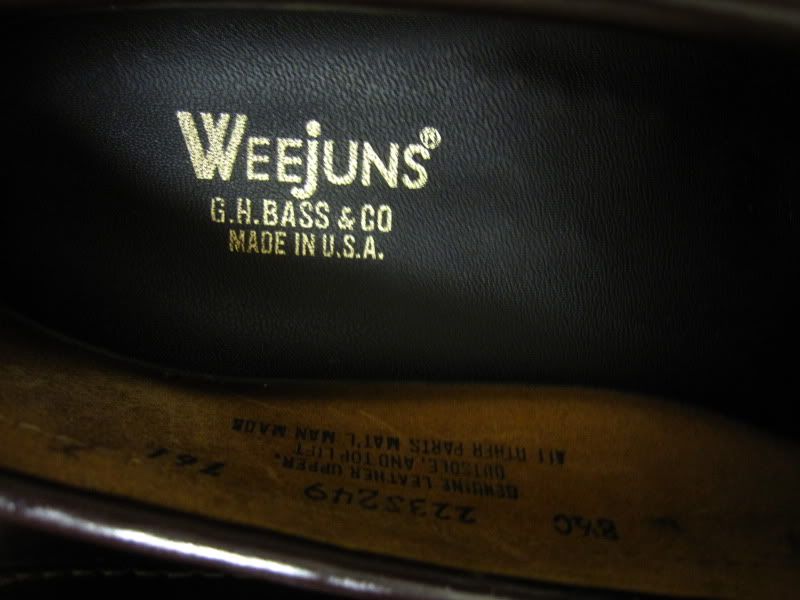 WEEJUNS®
G.H. BASS & CO
MADE IN U.S.A.
8½C
2235249
761
GENUINE LEATHER UPPER,
OUTSOLE, AND TOP LIFT
ALL OTHER PARTS MAT'L MAN MADE